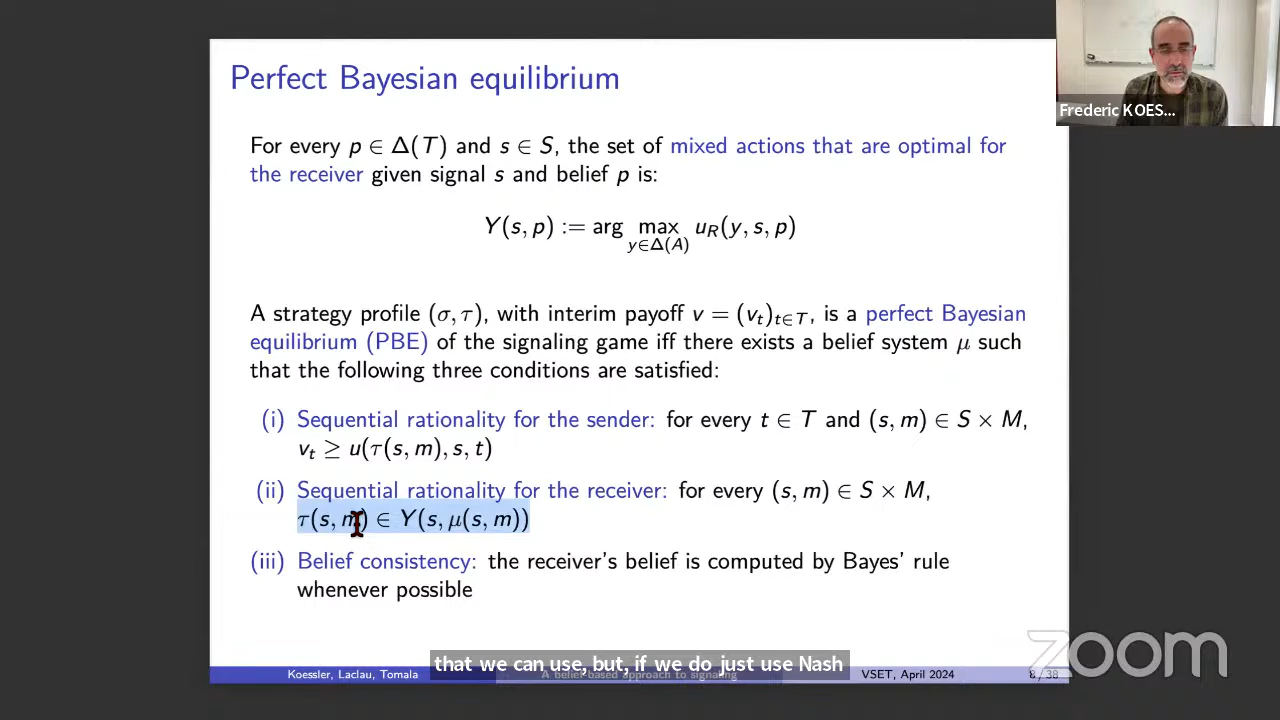 Perfect Bayesian equilibrium
For every p ∈ Δ(T) and s ∈ S, the set of mixed actions that are optimal for
the receiver given signal s and belief p is:
Y(s, p) := arg max u_R(y, s, p)
y∈Δ(A)
A strategy profile (σ, τ), with interim payoff v = (v_t)_{t∈T}, is a perfect Bayesian
equilibrium (PBE) of the signaling game iff there exists a belief system μ such
that the following three conditions are satisfied:
(i) Sequential rationality for the sender: for every t ∈ T and (s, m) ∈ S × M,
v_t ≥ u(τ(s, m), s, t)
(ii) Sequential rationality for the receiver: for every (s, m) ∈ S × M,
τ(s, m) ∈ Y(s, μ(s, m))
(iii) Belief consistency: the receiver's belief is computed by Bayes' rule
whenever possible
Koessler, Laclau, Tomala
A belief-based approach to signaling
VSET, April 2024
8 / 38
that we can use, but, if we do just use Nash
Frederic KOES...
zoom